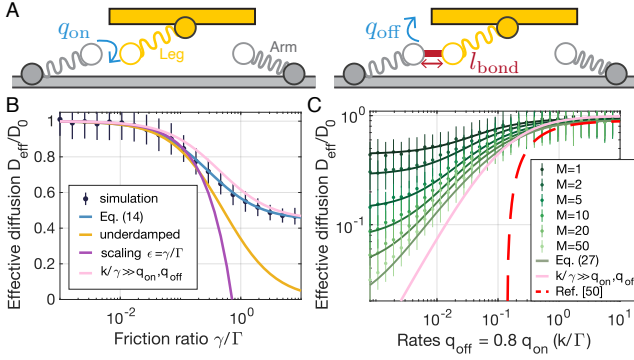 A
q_on
Leg
Arm
q_off
l_bond
B
Effective diffusion D_eff/D_0
1
0.8
0.6
0.4
0.2
0
simulation
Eq. (14)
underdamped
scaling ϵ=γ/Γ
k/γ≫q_on,q_off
10^-2
10^0
Friction ratio γ/Γ
C
Effective diffusion D_eff/D_0
10^0
10^-1
M=1
M=2
M=5
M=10
M=20
M=50
Eq. (27)
k/γ≫q_on,q_off
Ref. [50]
10^-2
10^-1
10^0
10^1
Rates q_off = 0.8 q_on (k/Γ)